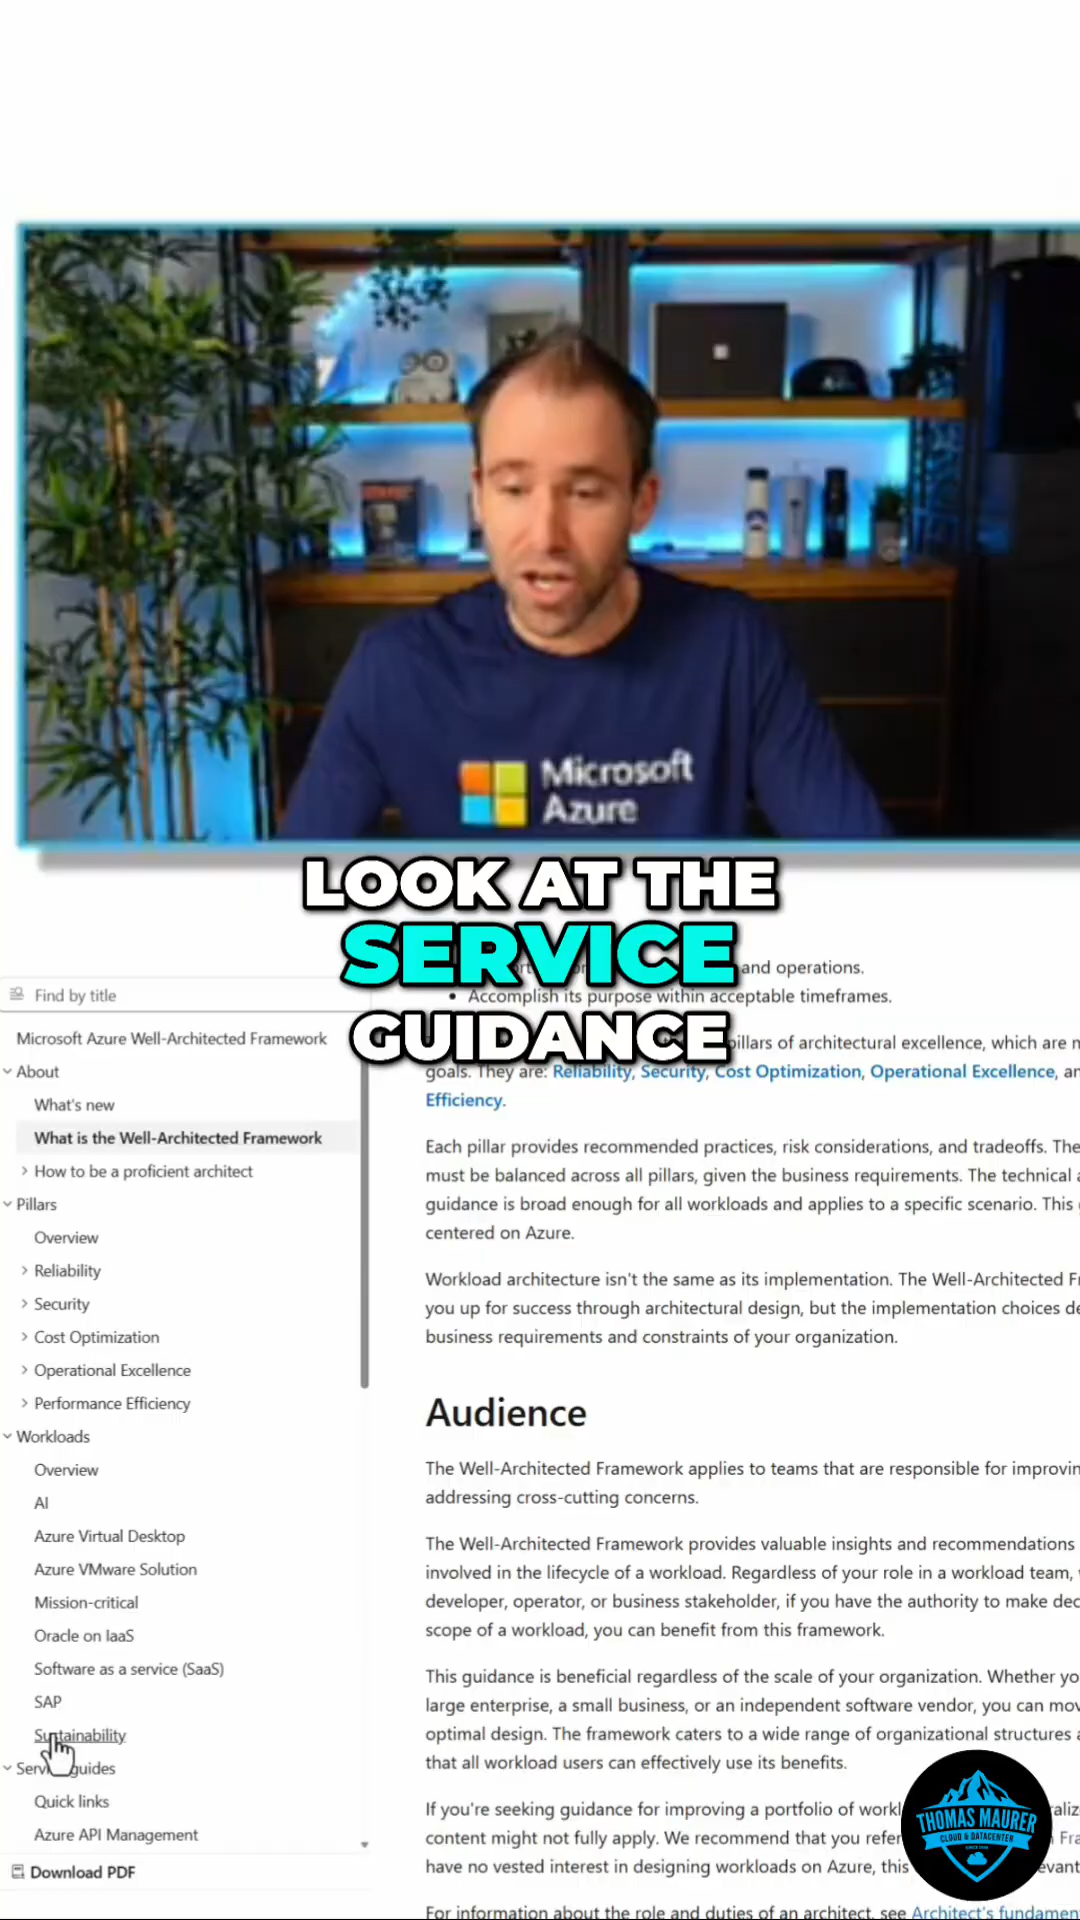 Microsoft
Azure
LOOK AT THE
SERVICE
GUIDANCE
Find by title
Microsoft Azure Well-Architected Framework
About
What's new
What is the Well-Architected Framework
How to be a proficient architect
Pillars
Overview
Reliability
Security
Cost Optimization
Operational Excellence
Performance Efficiency
Workloads
Overview
AI
Azure Virtual Desktop
Azure VMware Solution
Mission-critical
Oracle on IaaS
Software as a service (SaaS)
SAP
Sustainability
guides
Quick links
Azure API Management
Download PDF
and operations.
• Accomplish its purpose within acceptable timeframes.
pillars of architectural excellence, which are
goals. They are: Reliability, Security, Cost Optimization, Operational Excellence,
Efficiency.
Each pillar provides recommended practices, risk considerations, and tradeoffs. The
must be balanced across all pillars, given the business requirements. The technical
guidance is broad enough for all workloads and applies to a specific scenario. This
centered on Azure.
Workload architecture isn't the same as its implementation. The Well-Architected
you up for success through architectural design, but the implementation choices
business requirements and constraints of your organization.
Audience
The Well-Architected Framework applies to teams that are responsible for
addressing cross-cutting concerns.
The Well-Architected Framework provides valuable insights and recommendations
involved in the lifecycle of a workload. Regardless of your role in a workload team,
developer, operator, or business stakeholder, if you have the authority to make
scope of a workload, you can benefit from this framework.
This guidance is beneficial regardless of the scale of your organization. Whether
large enterprise, a small business, or an independent software vendor, you can
optimal design. The framework caters to a wide range of organizational structures
that all workload users can effectively use its benefits.
If you're seeking guidance for improving a portfolio of
content might not fully apply. We recommend that you
have no vested interest in designing workloads on Azure, this
For information about the role and duties of an architect, see Architect's
THOMAS MAURER
CLOUD & DATACENTER